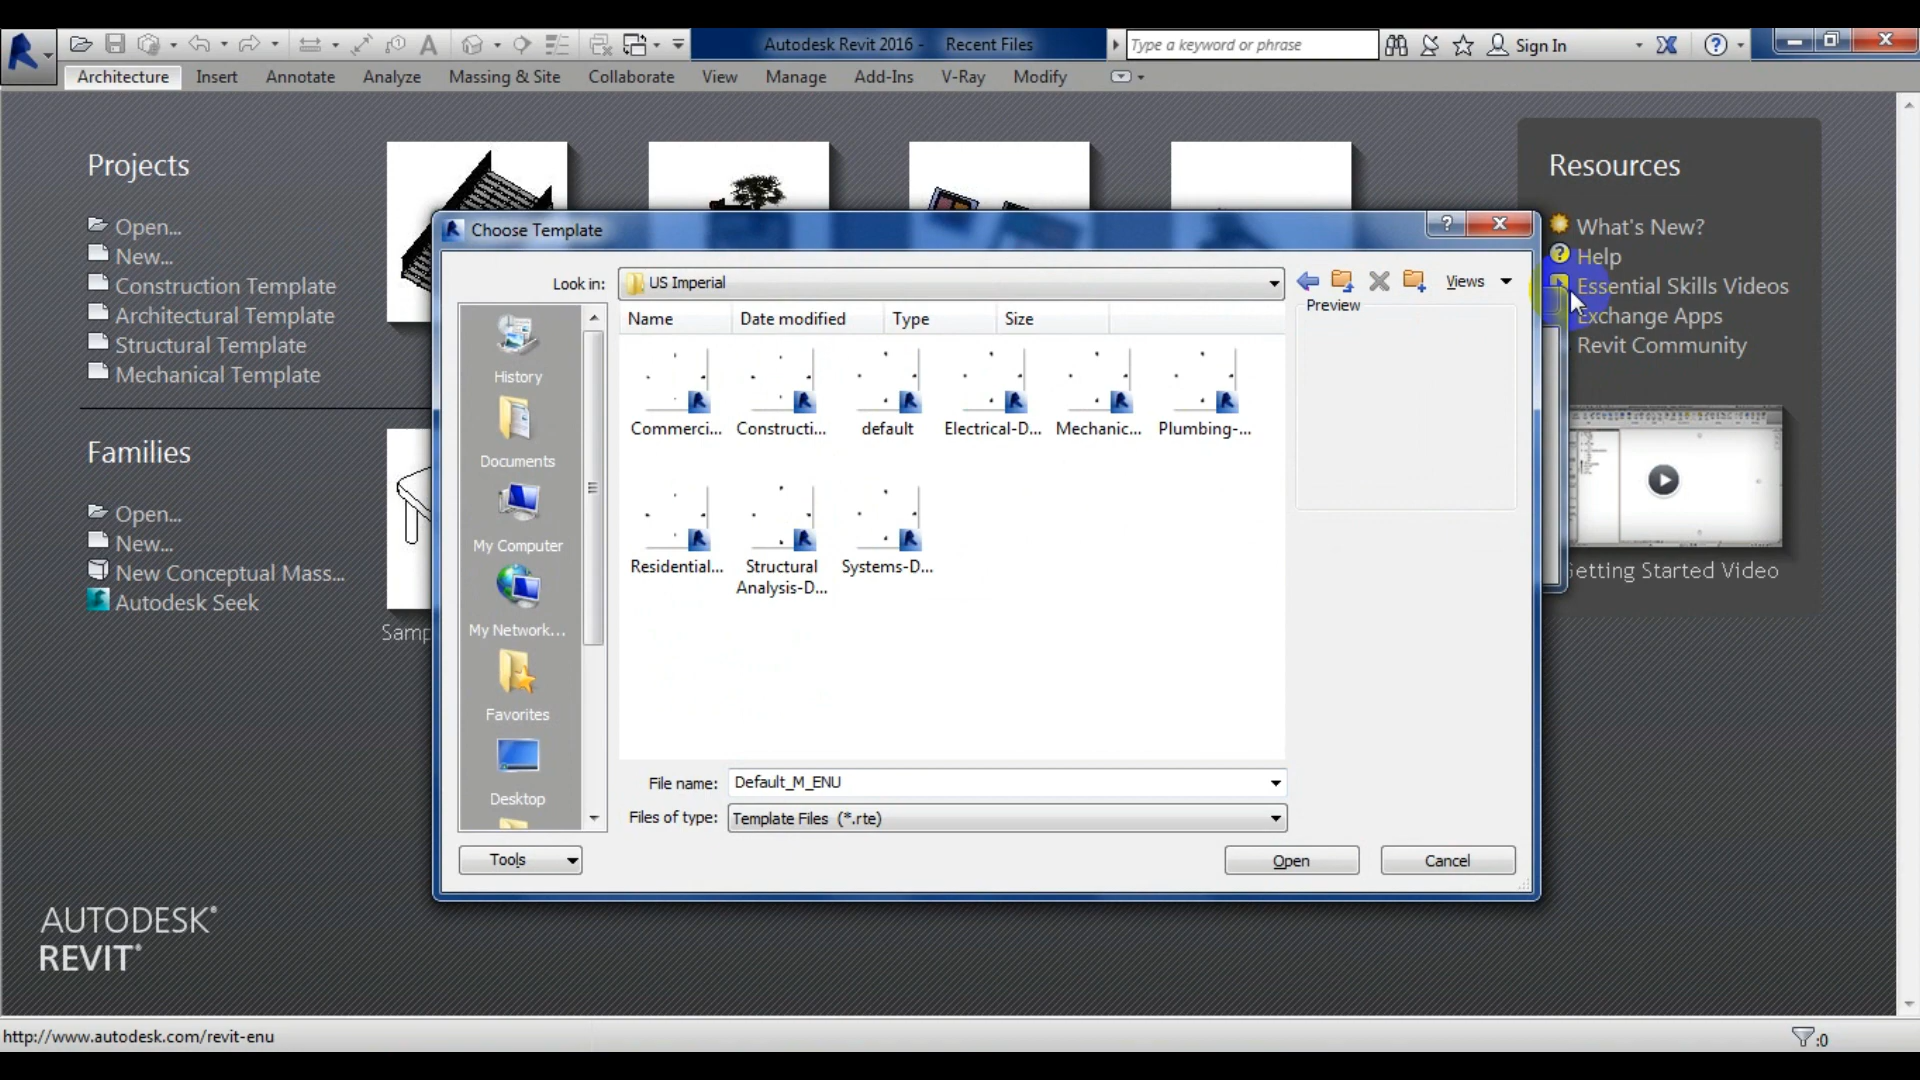 Autodesk Revit 2016 - Recent Files
Type a keyword or phrase
Sign In
Architecture Insert Annotate Analyze Massing & Site Collaborate View Manage Add-Ins V-Ray Modify
Projects
Open...
New...
Construction Template
Architectural Template
Structural Template
Mechanical Template
Families
Open...
New...
New Conceptual Mass...
Autodesk Seek
Samp
AUTODESK®
REVIT®
Resources
What's New?
Help
Essential Skills Videos
Exchange Apps
Revit Community
Getting Started Video
Choose Template
Look in: US Imperial
Views
History
Documents
My Computer
My Network...
Favorites
Desktop
Name Date modified Type Size
Preview
Commerci... Constructi... default Electrical-D... Mechanic... Plumbing-...
Residential... Structural Analysis-D... Systems-D...
File name: Default_M_ENU
Files of type: Template Files (*.rte)
Tools
Open
Cancel
http://www.autodesk.com/revit-enu
:0